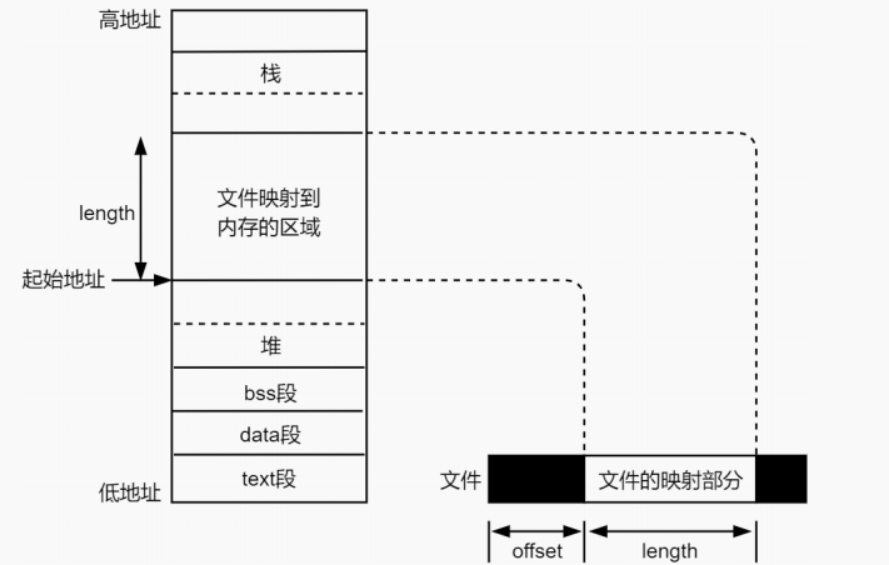 高地址
栈
length
文件映射到
内存的区域
起始地址
堆
bss段
data段
text段
低地址
文件
文件的映射部分
offset
length